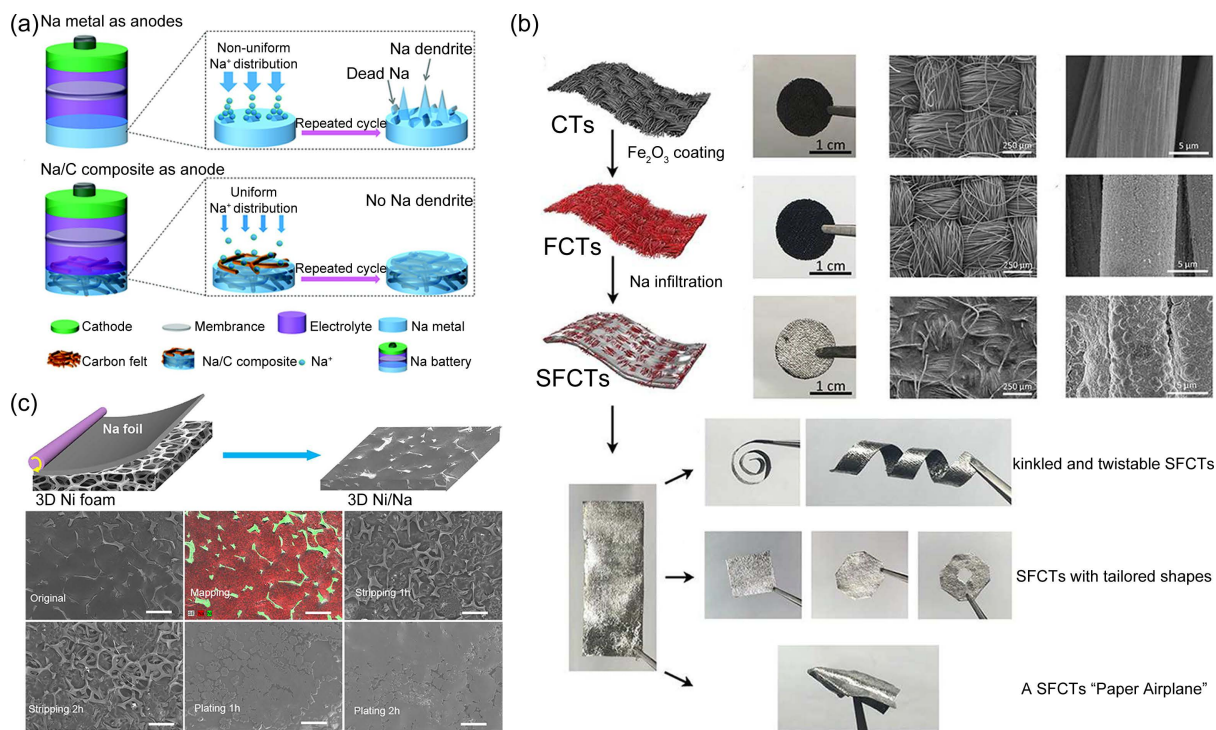 (a)
Na metal as anodes
Non-uniform
Na⁺ distribution
Na dendrite
Dead Na
Repeated cycle
Na/C composite as anode
Uniform
Na⁺ distribution
No Na dendrite
Repeated cycle
Cathode
Membrance
Electrolyte
Na metal
Carbon felt
Na/C composite
Na⁺
Na battery
(b)
CTs
1 cm
250 μm
5 μm
Fe₂O₃ coating
FCTs
1 cm
250 μm
5 μm
Na infiltration
SFCTs
1 cm
250 μm
5 μm
kinkled and twistable SFCTs
SFCTs with tailored shapes
A SFCTs “Paper Airplane”
(c)
Na foil
3D Ni foam
3D Ni/Na
Original
Mapping
Stripping 1h
Stripping 2h
Plating 1h
Plating 2h